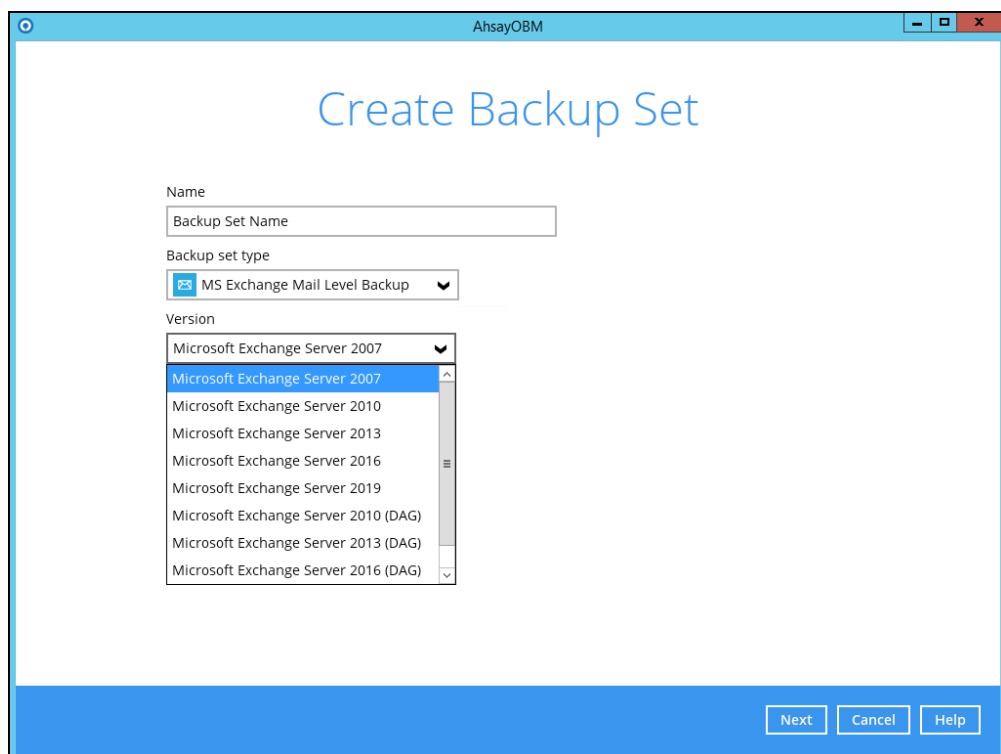 AhsayOBM
Create Backup Set
Name
Backup Set Name
Backup set type
MS Exchange Mail Level Backup
Version
Microsoft Exchange Server 2007
Microsoft Exchange Server 2007
Microsoft Exchange Server 2010
Microsoft Exchange Server 2013
Microsoft Exchange Server 2016
Microsoft Exchange Server 2019
Microsoft Exchange Server 2010 (DAG)
Microsoft Exchange Server 2013 (DAG)
Microsoft Exchange Server 2016 (DAG)
Next Cancel Help